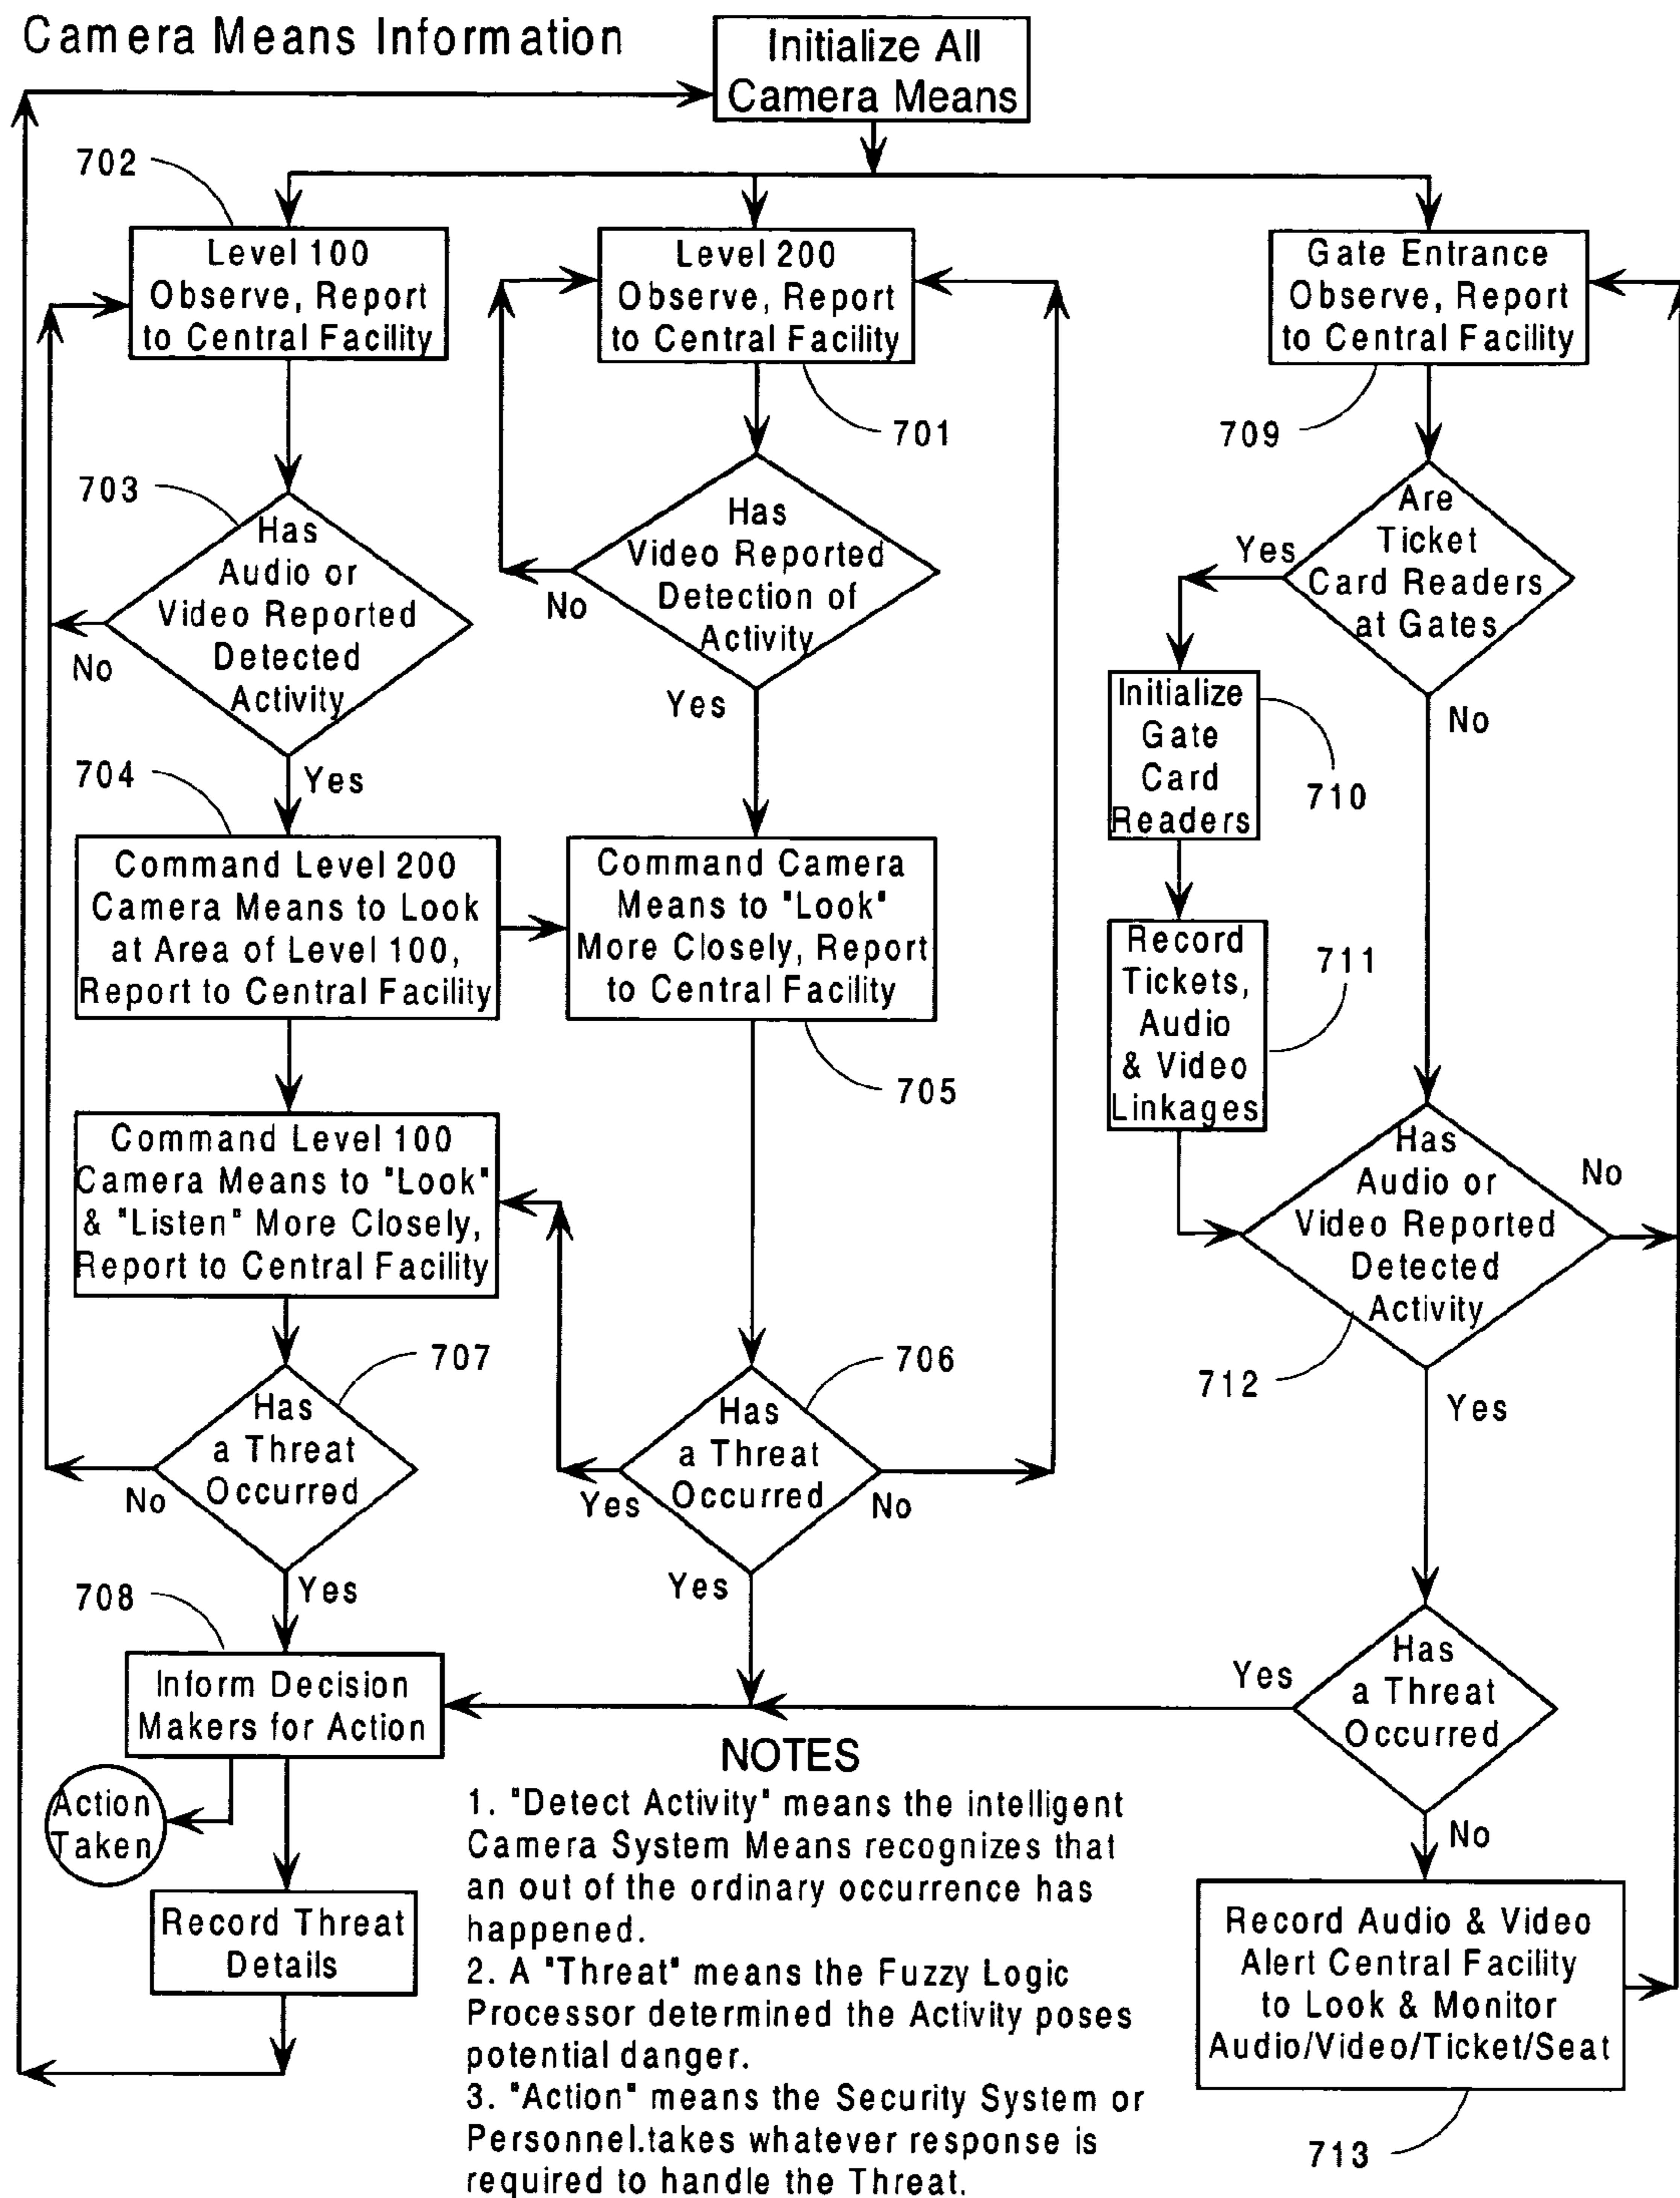 Camera Means Information
Initialize All
Camera Means
702
Level 100
Observe, Report
to Central Facility
Level 200
Observe, Report
to Central Facility
Gate Entrance
Observe, Report
to Central Facility
701
709
703
Has
Audio or
Video Reported
Detected
Activity
No
Yes
Has
Video Reported
Detection of
Activity
No
Yes
Are
Ticket
Card Readers
at Gates
Yes
No
Initialize
Gate
Card
Readers
710
704
Command Level 200
Camera Means to Look
at Area of Level 100,
Report to Central Facility
Command Camera
Means to "Look"
More Closely, Report
to Central Facility
705
Record
Tickets,
Audio
& Video
Linkages
711
Command Level 100
Camera Means to "Look"
& "Listen" More Closely,
Report to Central Facility
Has
Audio or
Video Reported
Detected
Activity
No
712
Yes
707
Has
a Threat
Occurred
No
Yes
706
Has
a Threat
Occurred
Yes
No
Yes
708
Inform Decision
Makers for Action
Has
a Threat
Occurred
Yes
No
Action
Taken
Record Threat
Details
Record Audio & Video
Alert Central Facility
to Look & Monitor
Audio/Video/Ticket/Seat
713
NOTES
1. "Detect Activity" means the intelligent
Camera System Means recognizes that
an out of the ordinary occurrence has
happened.
2. A "Threat" means the Fuzzy Logic
Processor determined the Activity poses
potential danger.
3. "Action" means the Security System or
Personnel.takes whatever response is
required to handle the Threat.